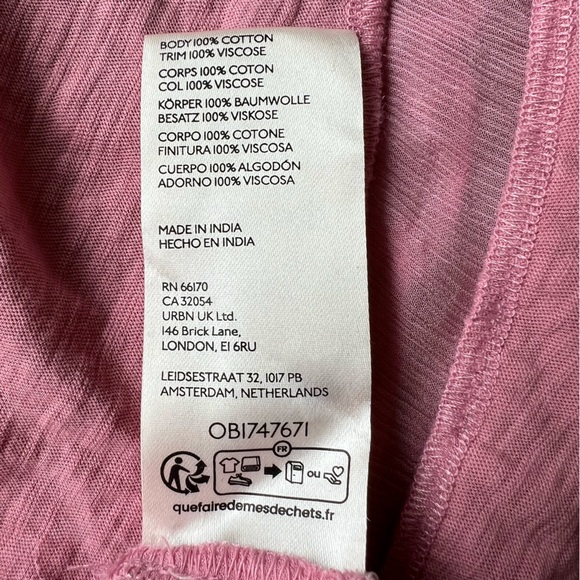 BODY 100% COTTON
TRIM 100% VISCOSE
CORPS 100% COTON
COL 100% VISCOSE
KÖRPER 100% BAUMWOLLE
BESATZ 100% VISKOSE
CORPO 100% COTONE
FINITURA 100% VISCOSA
CUERPO 100% ALGODÓN
ADORNO 100% VISCOSA
MADE IN INDIA
HECHO EN INDIA
RN 66170
CA 32054
URBN UK Ltd.
146 Brick Lane,
LONDON, E1 6RU
LEIDSESTRAAT 32, 1017 PB
AMSTERDAM, NETHERLANDS
OB1747671
FR
ou
quefairedemesdechets.fr